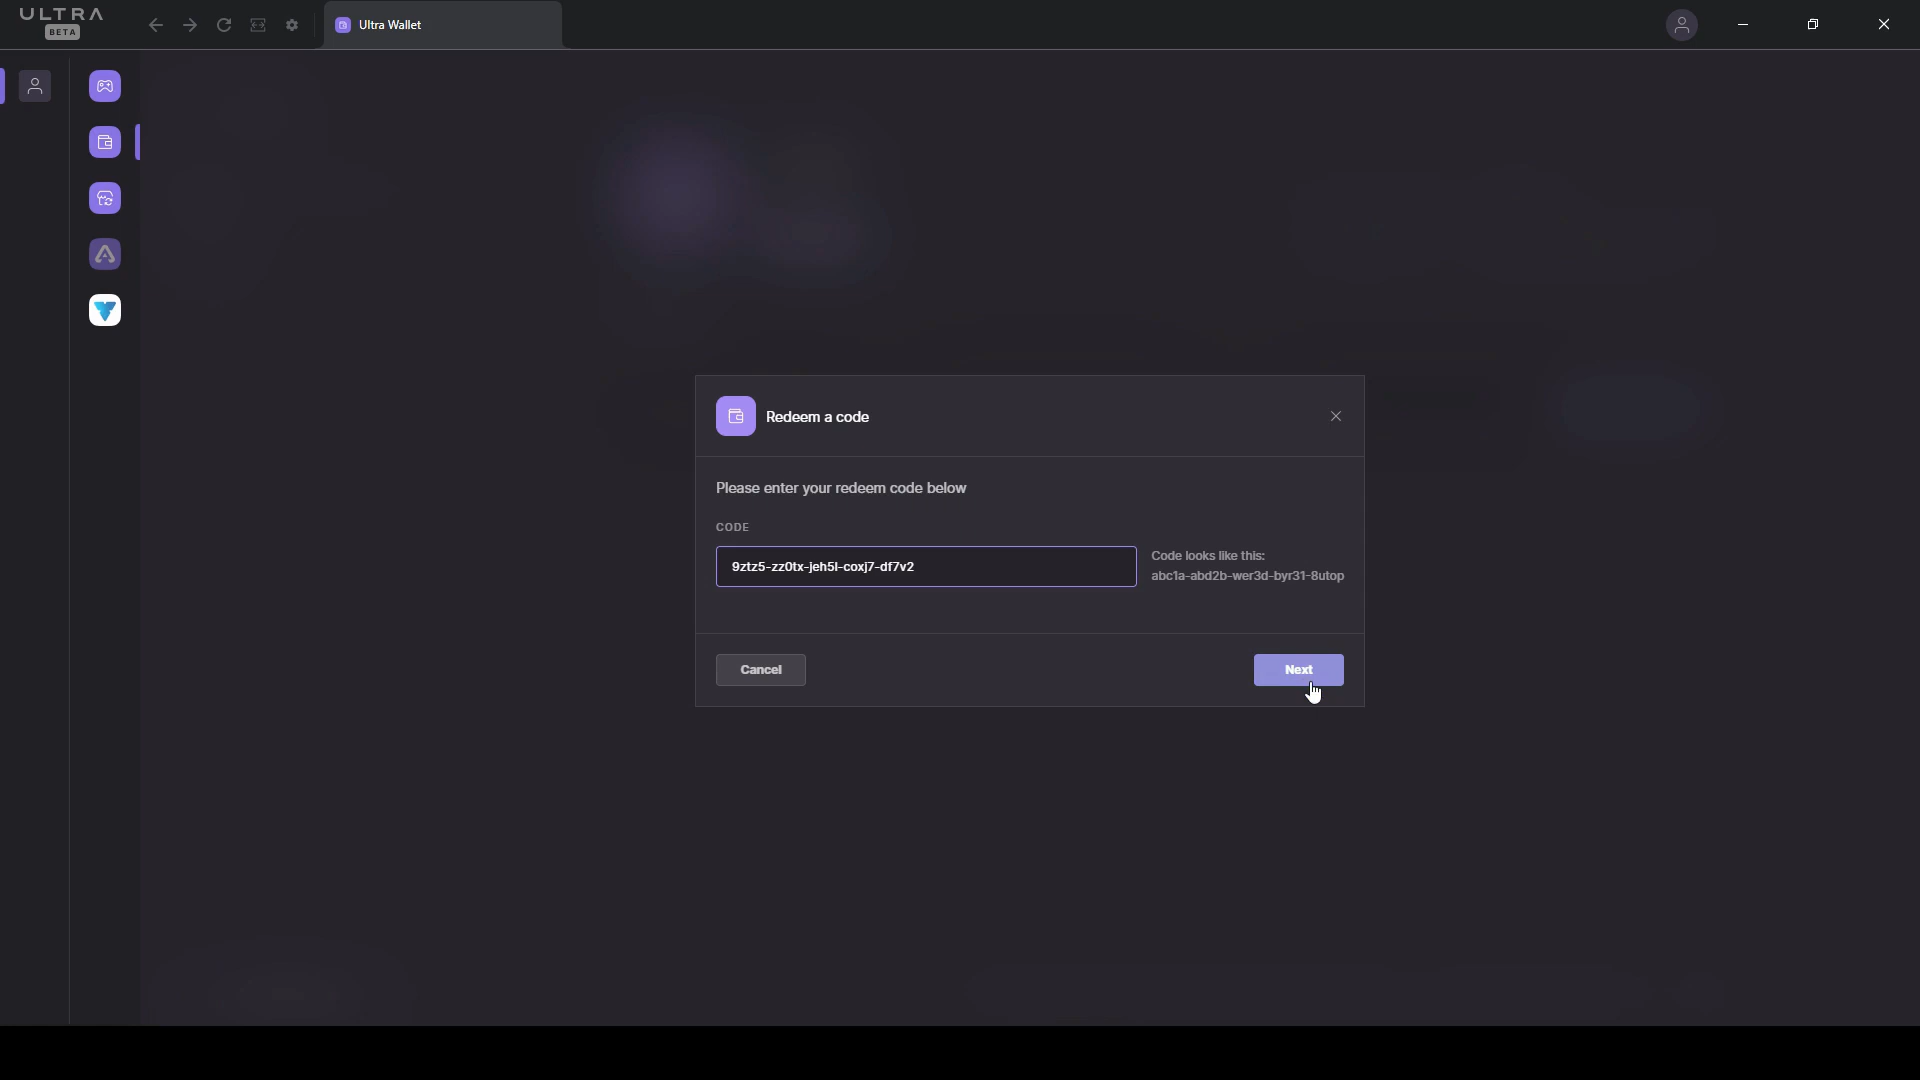 ULTRA
BETA
Ultra Wallet
Redeem a code
Please enter your redeem code below
CODE
9ztz5-zz0tx-jeh5l-coxj7-df7v2
Code looks like this:
abc1a-abd2b-wer3d-byr31-8utop
Cancel
Next